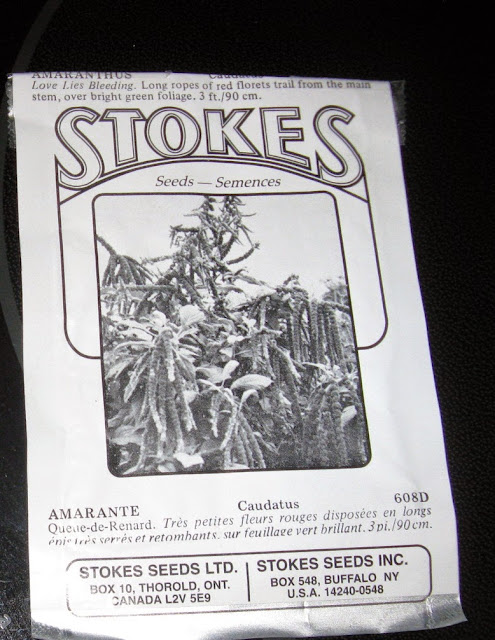 AMARANTHUS Caudatus
Love Lies Bleeding. Long ropes of red florets trail from the main
stem, over bright green foliage. 3 ft./90 cm.
STOKES
Seeds — Semences
AMARANTE Caudatus 608D
Queue-de-Renard. Très petites fleurs rouges disposées en longs
épis très serrés et retombants, sur feuillage vert brillant. 3 pi./90 cm.
STOKES SEEDS LTD.
BOX 10, THOROLD, ONT.
CANADA L2V 5E9
STOKES SEEDS INC.
BOX 548, BUFFALO NY
U.S.A. 14240-0548